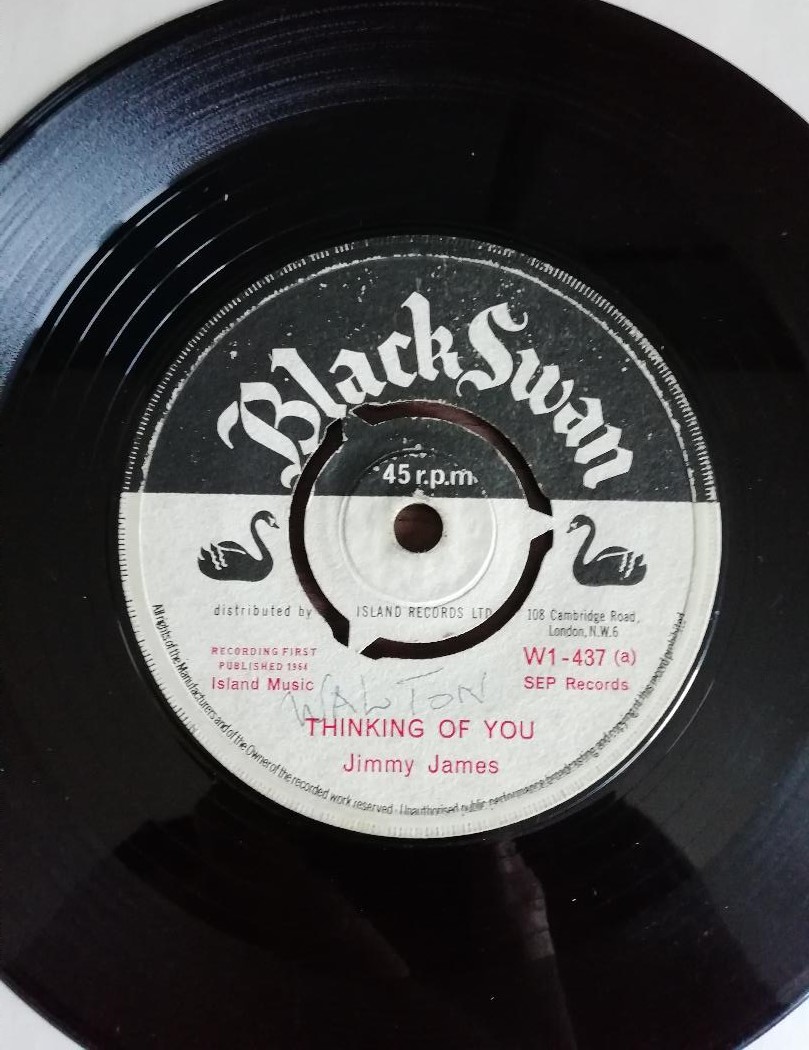 Black Swan
45 r.p.m.
distributed by ISLAND RECORDS LTD. 108 Cambridge Road,
London, N.W.6
RECORDING FIRST
PUBLISHED 1964
Island Music
W1-437 (a)
SEP Records
WALTON
THINKING OF YOU
Jimmy James
All rights of the Manufacturers and of the Owner of the recorded work reserved · Unauthorised public performance broadcasting and copying of this record prohibited